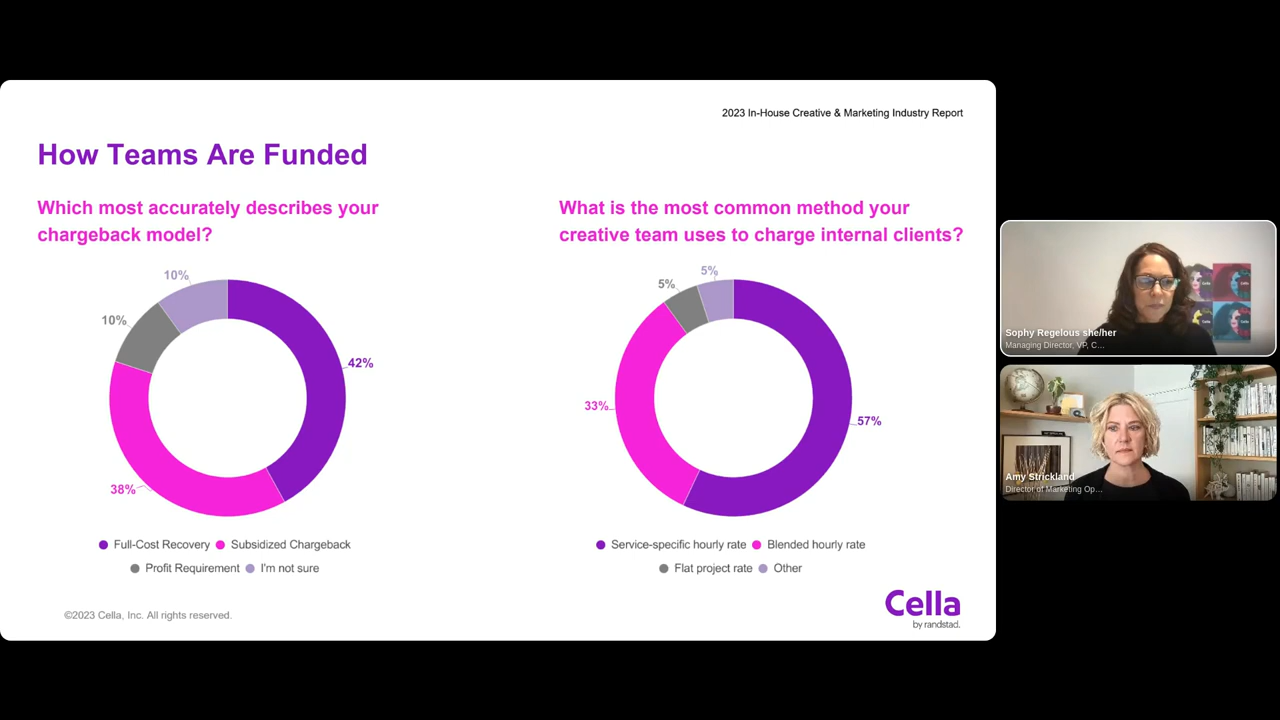 2023 In-House Creative & Marketing Industry Report
How Teams Are Funded
Which most accurately describes your
chargeback model?
10%
10%
42%
38%
Full-Cost Recovery
Subsidized Chargeback
Profit Requirement
I'm not sure
What is the most common method your
creative team uses to charge internal clients?
5%
5%
33%
57%
Service-specific hourly rate
Blended hourly rate
Flat project rate
Other
©2023 Cella, Inc. All rights reserved.
Cella
by randstad.
Sophy Regelous she/her
Managing Director, VP, C...
Amy Strickland
Director of Marketing Op...